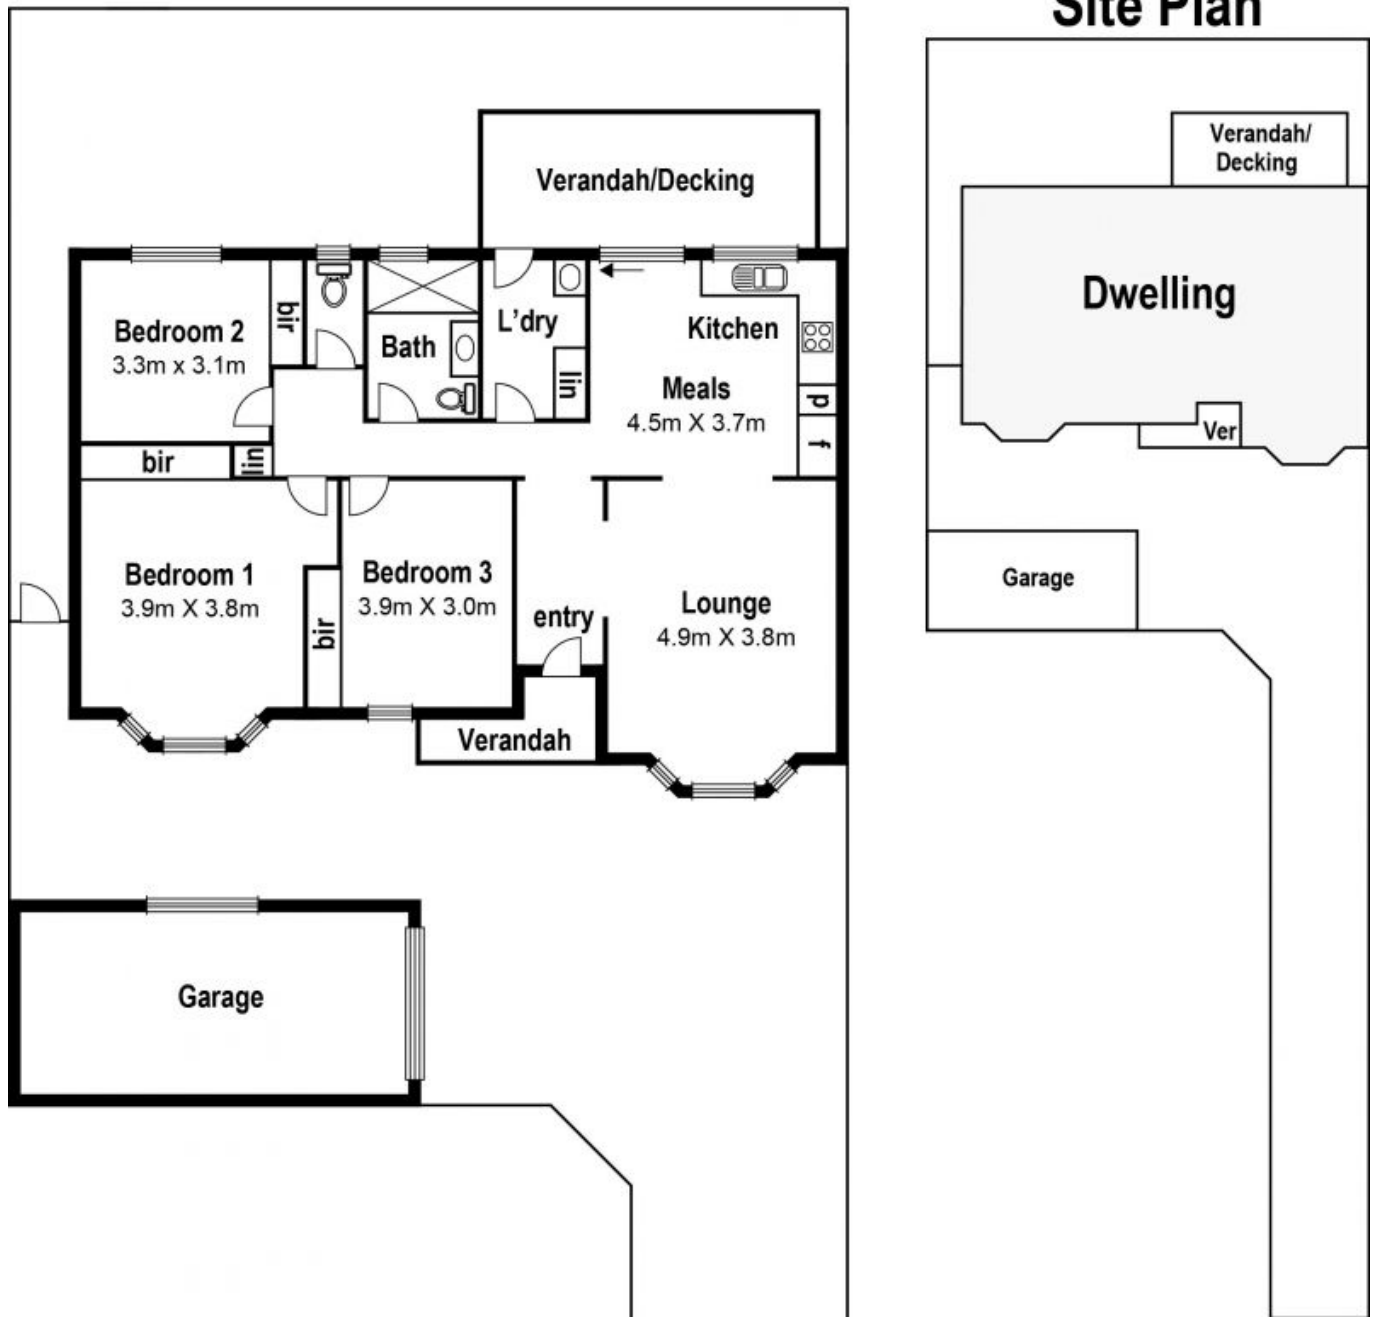 Site Plan
Verandah/Decking
Verandah/
Decking
Bedroom 2
3.3m x 3.1m
bir
Bath
L'dry
lin
Kitchen
Meals
4.5m X 3.7m
p
f
Dwelling
Ver
bir
lin
Bedroom 1
3.9m X 3.8m
bir
Bedroom 3
3.9m X 3.0m
entry
Lounge
4.9m X 3.8m
Verandah
Garage
Garage